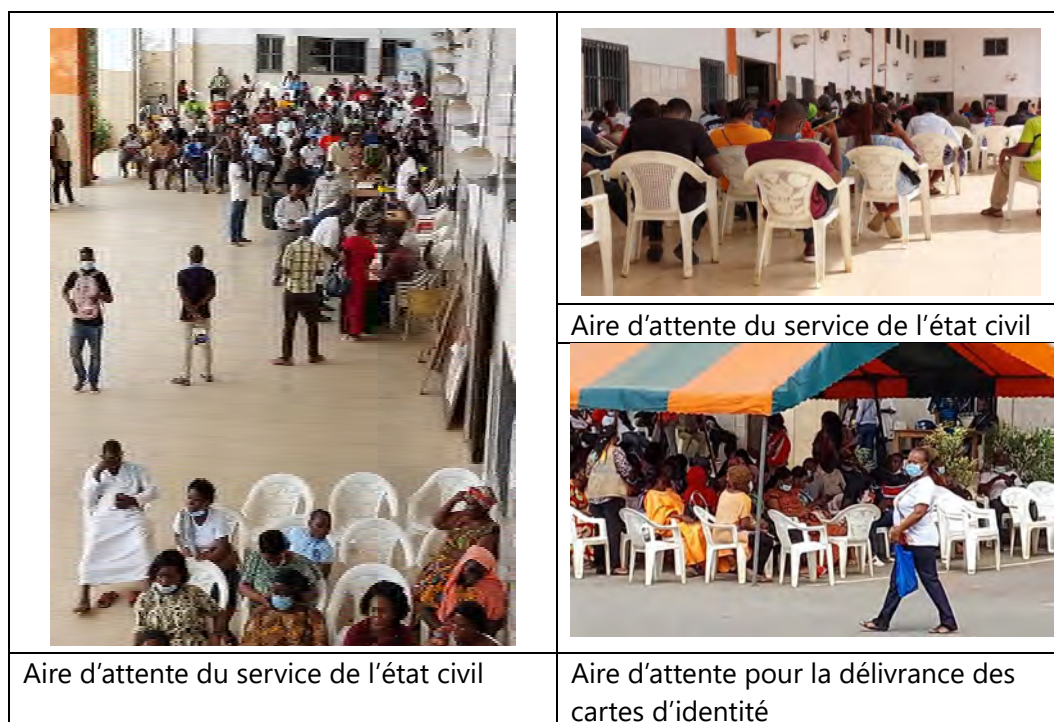 Aire d'attente du service de l'état civil
Aire d'attente du service de l'état civil
Aire d'attente pour la délivrance des
cartes d'identité